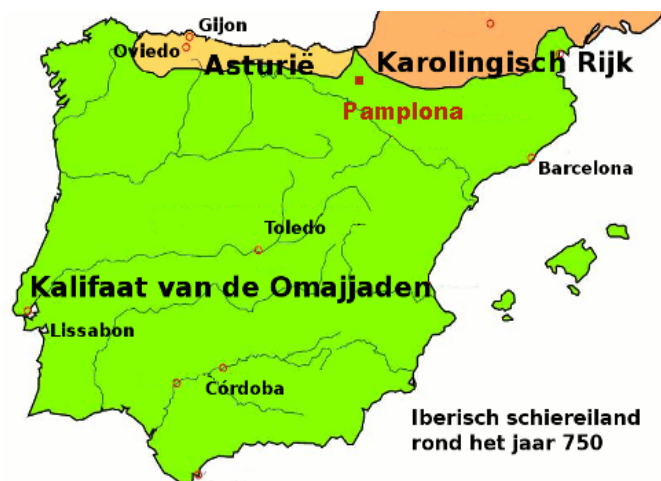 Gijon
Oviedo
Asturië
Karolingisch Rijk
Pamplona
Barcelona
Toledo
Kalifaat van de Omajjaden
Lissabon
Córdoba
Iberisch schiereiland
rond het jaar 750